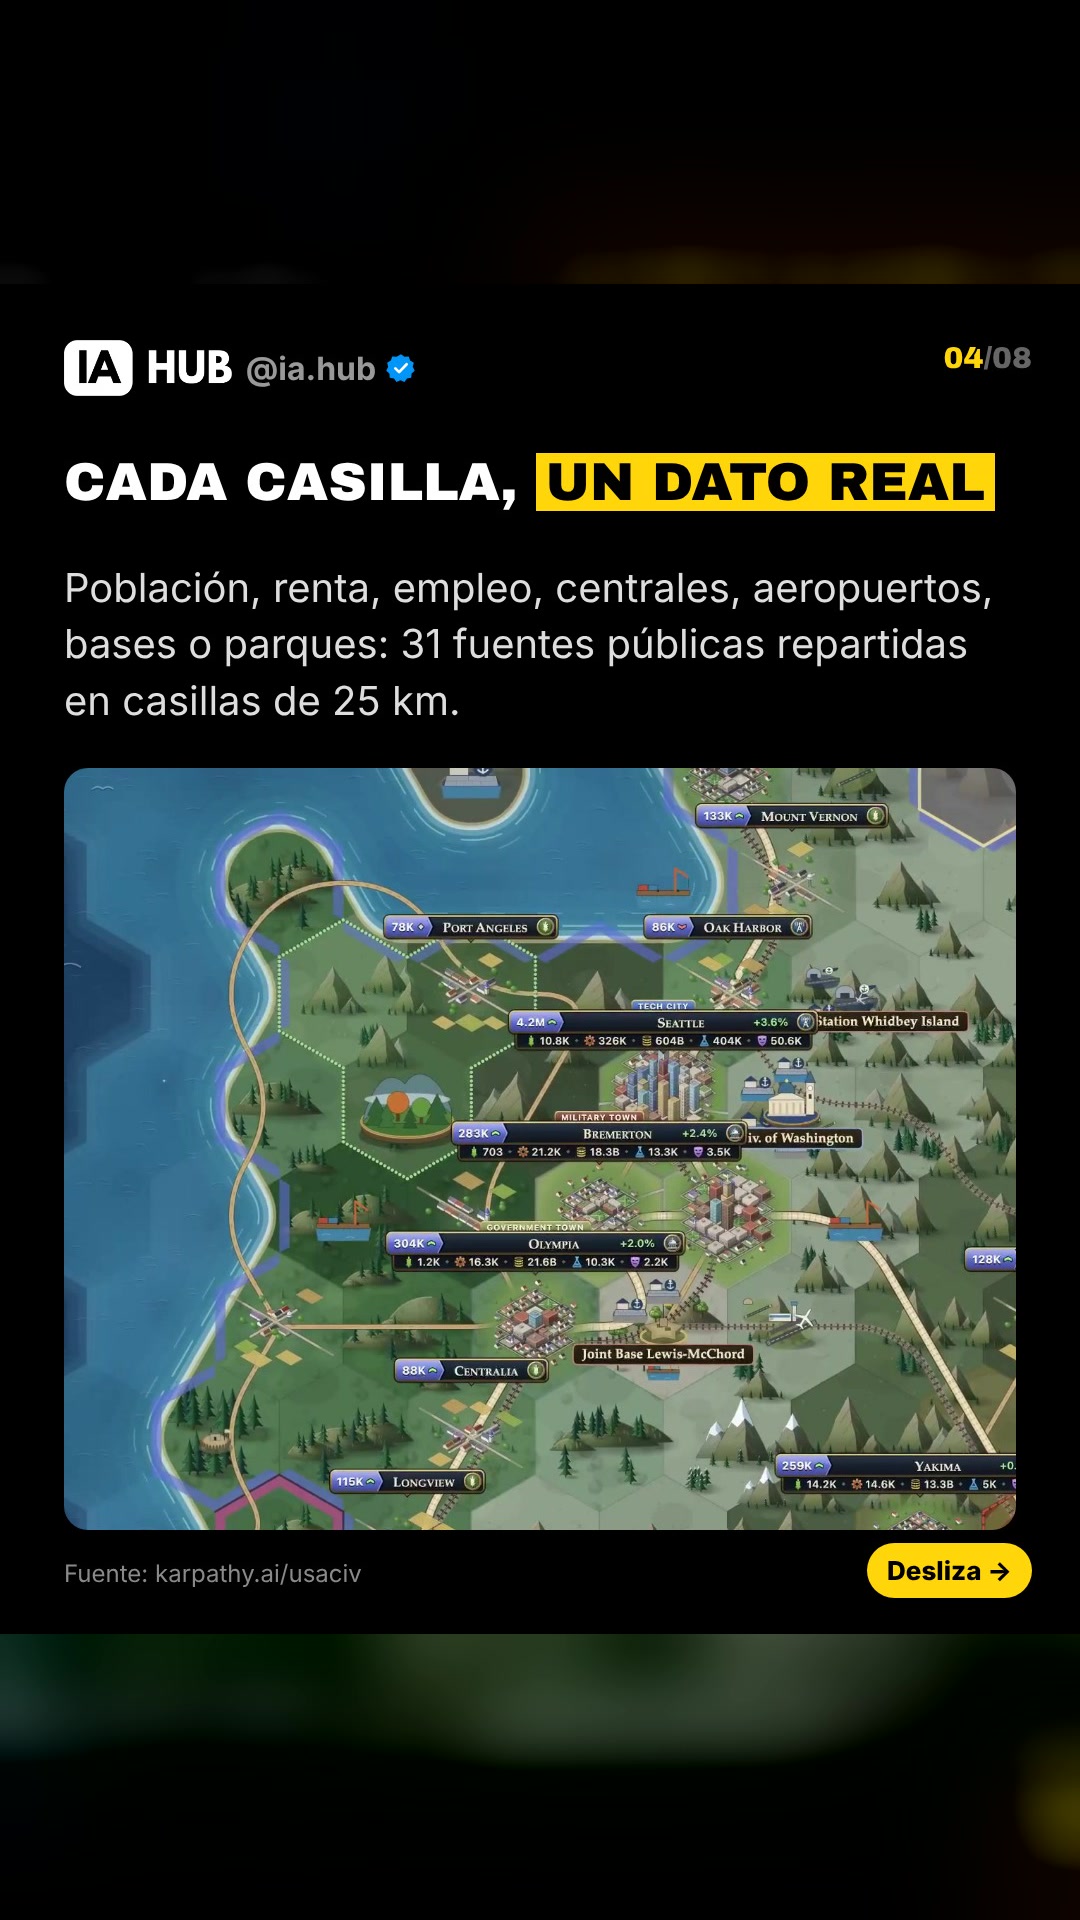 IA HUB @ia.hub
04/08
CADA CASILLA, UN DATO REAL
Población, renta, empleo, centrales, aeropuertos,
bases o parques: 31 fuentes públicas repartidas
en casillas de 25 km.
133K MOUNT VERNON
78K PORT ANGELES
86K OAK HARBOR
TECH CITY
4.2M SEATTLE +3.6%
Station Whidbey Island
10.8K 326K 604B 404K 50.6K
MILITARY TOWN
283K BREMERTON +2.4%
iv. of Washington
703 21.2K 18.3B 13.3K 3.5K
GOVERNMENT TOWN
304K OLYMPIA +2.0%
1.2K 16.3K 21.6B 10.3K 2.2K
128K
Joint Base Lewis-McChord
88K CENTRALIA
259K YAKIMA +0.
14.2K 14.6K 13.3B 5K
115K LONGVIEW
Fuente: karpathy.ai/usaciv
Desliza →